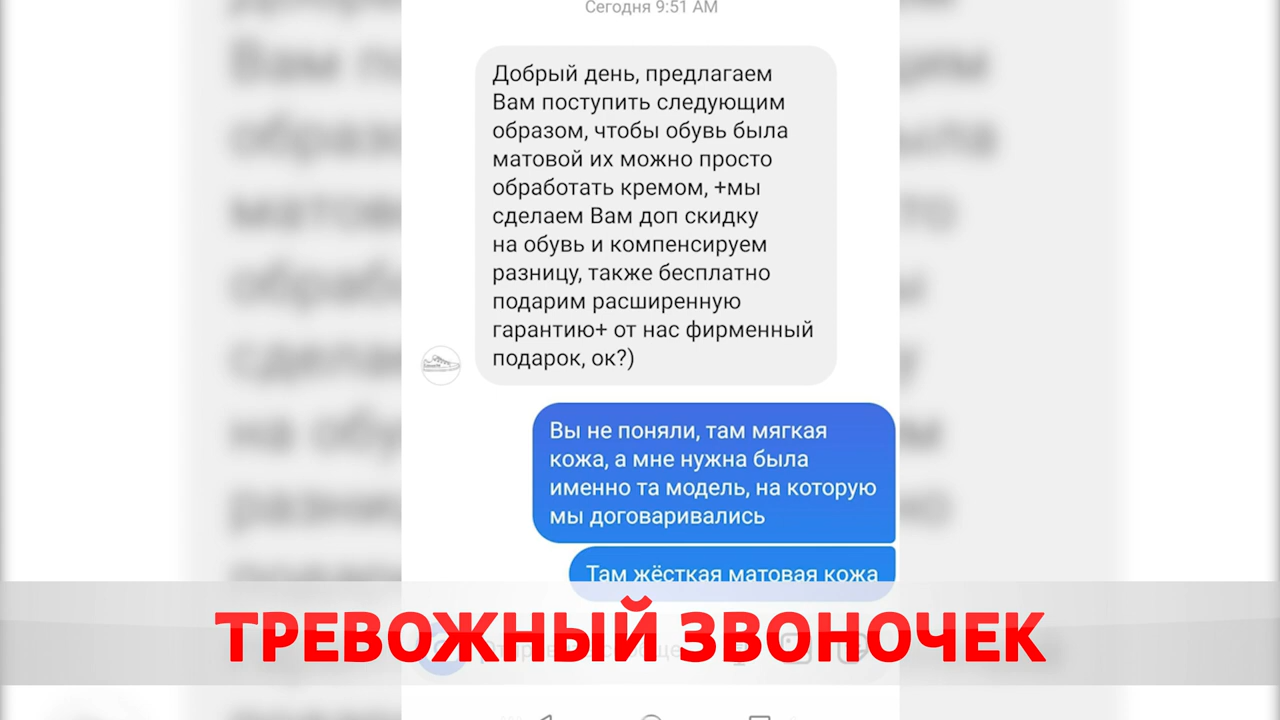 Сегодня 9:51 AM
Добрый день, предлагаем
Вам поступить следующим
образом, чтобы обувь была
матовой их можно просто
обработать кремом, +мы
сделаем Вам доп скидку
на обувь и компенсируем
разницу, также бесплатно
подарим расширенную
гарантию+ от нас фирменный
подарок, ок?)
Вы не поняли, там мягкая
кожа, а мне нужна была
именно та модель, на которую
мы договаривались
Там жёсткая матовая кожа
ТРЕВОЖНЫЙ ЗВОНОЧЕК